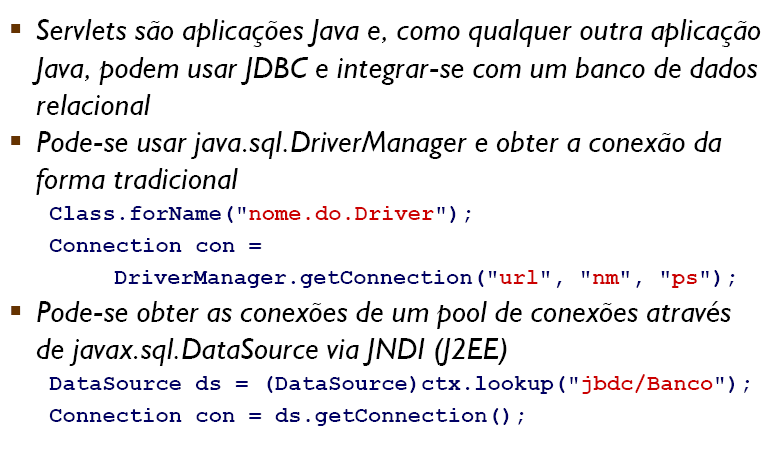 ▪ Servlets são aplicações Java e, como qualquer outra aplicação
Java, podem usar JDBC e integrar-se com um banco de dados
relacional
▪ Pode-se usar java.sql.DriverManager e obter a conexão da
forma tradicional
Class.forName("nome.do.Driver");
Connection con =
DriverManager.getConnection("url", "nm", "ps");
▪ Pode-se obter as conexões de um pool de conexões através
de javax.sql.DataSource via JNDI (J2EE)
DataSource ds = (DataSource)ctx.lookup("jbdc/Banco");
Connection con = ds.getConnection();